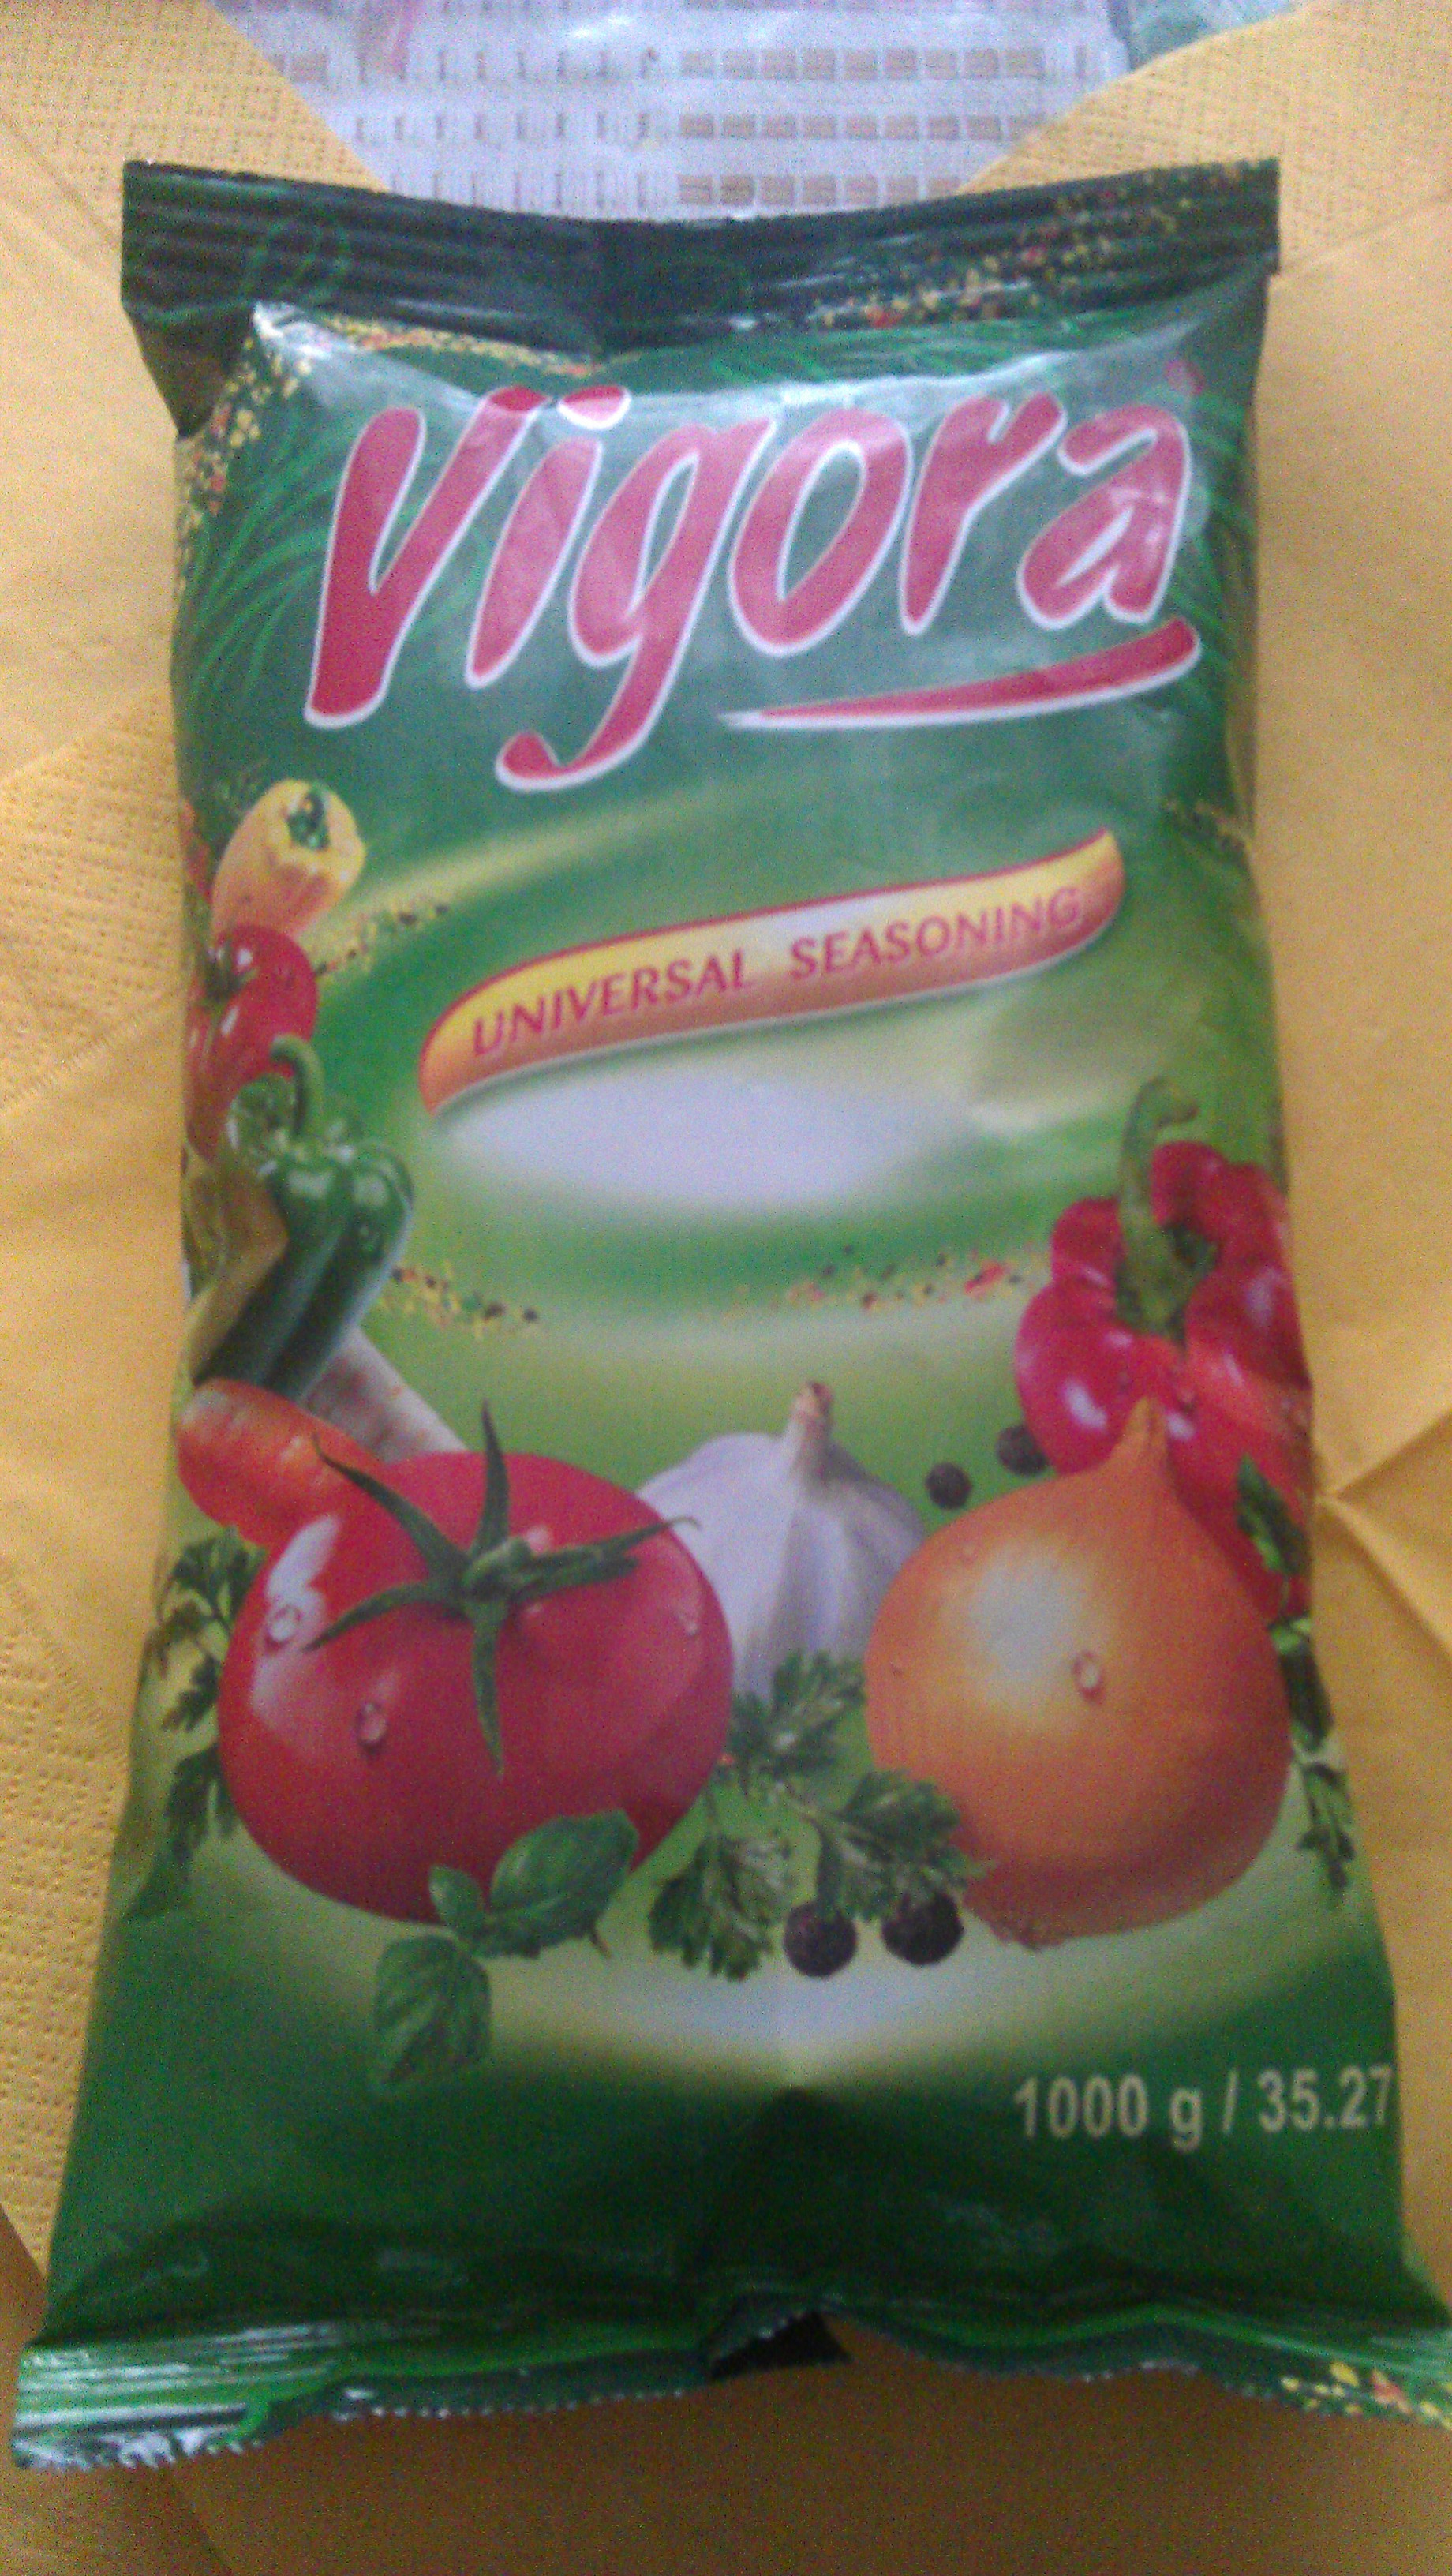 Vigora
UNIVERSAL SEASONING
1000 g / 35.27